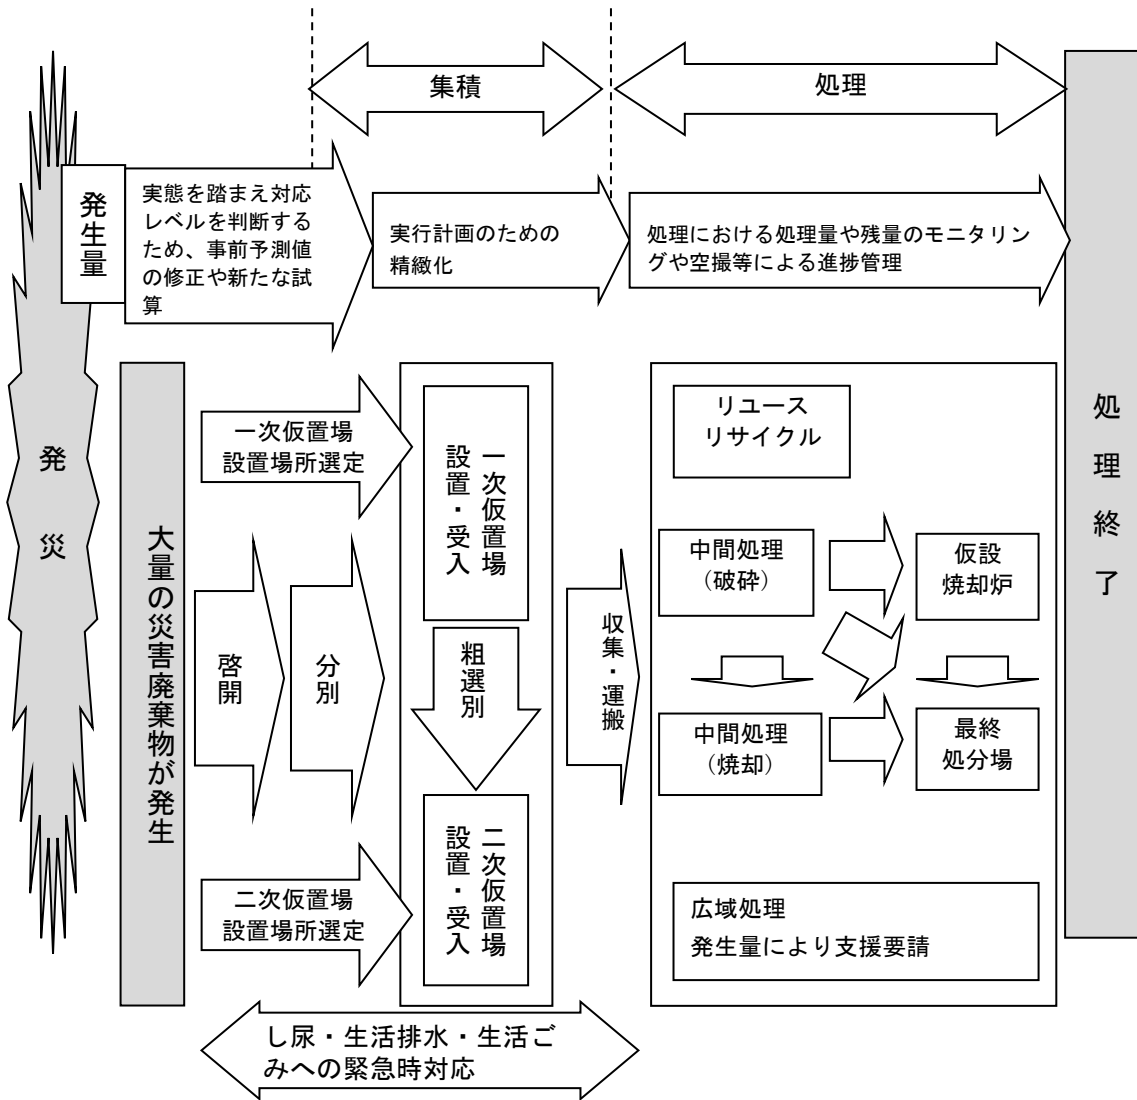 集積
処理
発生量
実態を踏まえ対応
レベルを判断する
ため、事前予測値
の修正や新たな試
算
実行計画のための
精緻化
処理における処理量や残量のモニタリン
グや空撮等による進捗管理
発災
大量の災害廃棄物が発生
一次仮置場
設置場所選定
啓開
分別
二次仮置場
設置場所選定
一次仮置場
設置・受入
粗選別
二次仮置場
設置・受入
収集・運搬
リユース
リサイクル
中間処理
（破砕）
仮設
焼却炉
中間処理
（焼却）
最終
処分場
広域処理
発生量により支援要請
処理終了
し尿・生活排水・生活ご
みへの緊急時対応